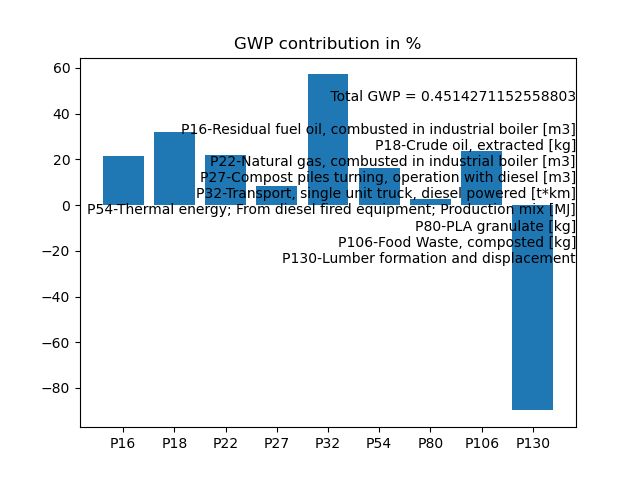 GWP contribution in %
60
40
20
0
−20
−40
−60
−80
Total GWP = 0.4514271152558803
P16-Residual fuel oil, combusted in industrial boiler [m3]
P18-Crude oil, extracted [kg]
P22-Natural gas, combusted in industrial boiler [m3]
P27-Compost piles turning, operation with diesel [m3]
P32-Transport, single unit truck, diesel powered [t*km]
P54-Thermal energy; From diesel fired equipment; Production mix [MJ]
P80-PLA granulate [kg]
P106-Food Waste, composted [kg]
P130-Lumber formation and displacement
P16 P18 P22 P27 P32 P54 P80 P106 P130